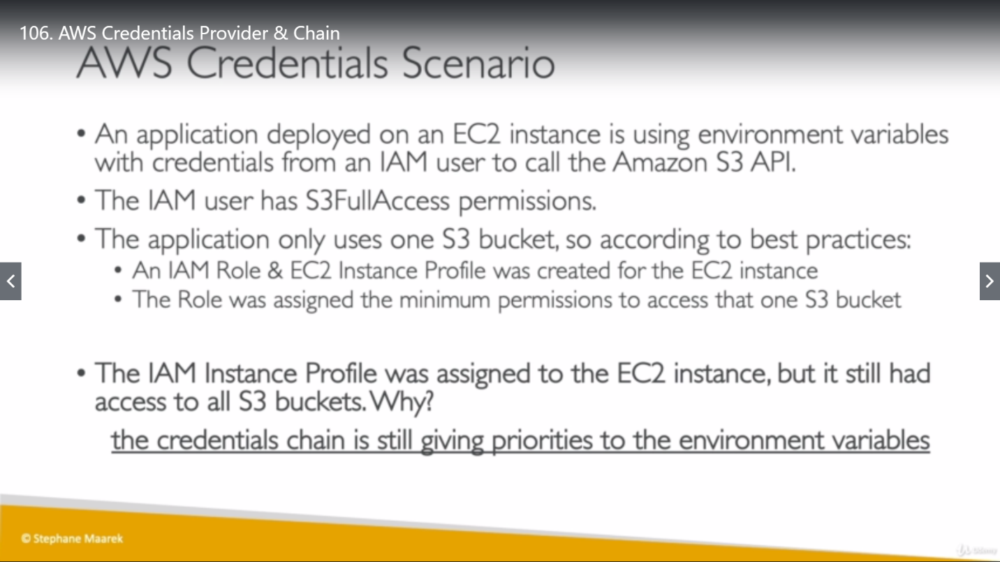 106. AWS Credentials Provider & Chain
AWS Credentials Scenario
• An application deployed on an EC2 instance is using environment variables
with credentials from an IAM user to call the Amazon S3 API.
• The IAM user has S3FullAccess permissions.
• The application only uses one S3 bucket, so according to best practices:
• An IAM Role & EC2 Instance Profile was created for the EC2 instance
• The Role was assigned the minimum permissions to access that one S3 bucket
• The IAM Instance Profile was assigned to the EC2 instance, but it still had
access to all S3 buckets. Why?
the credentials chain is still giving priorities to the environment variables
© Stephane Maarek
Udemy